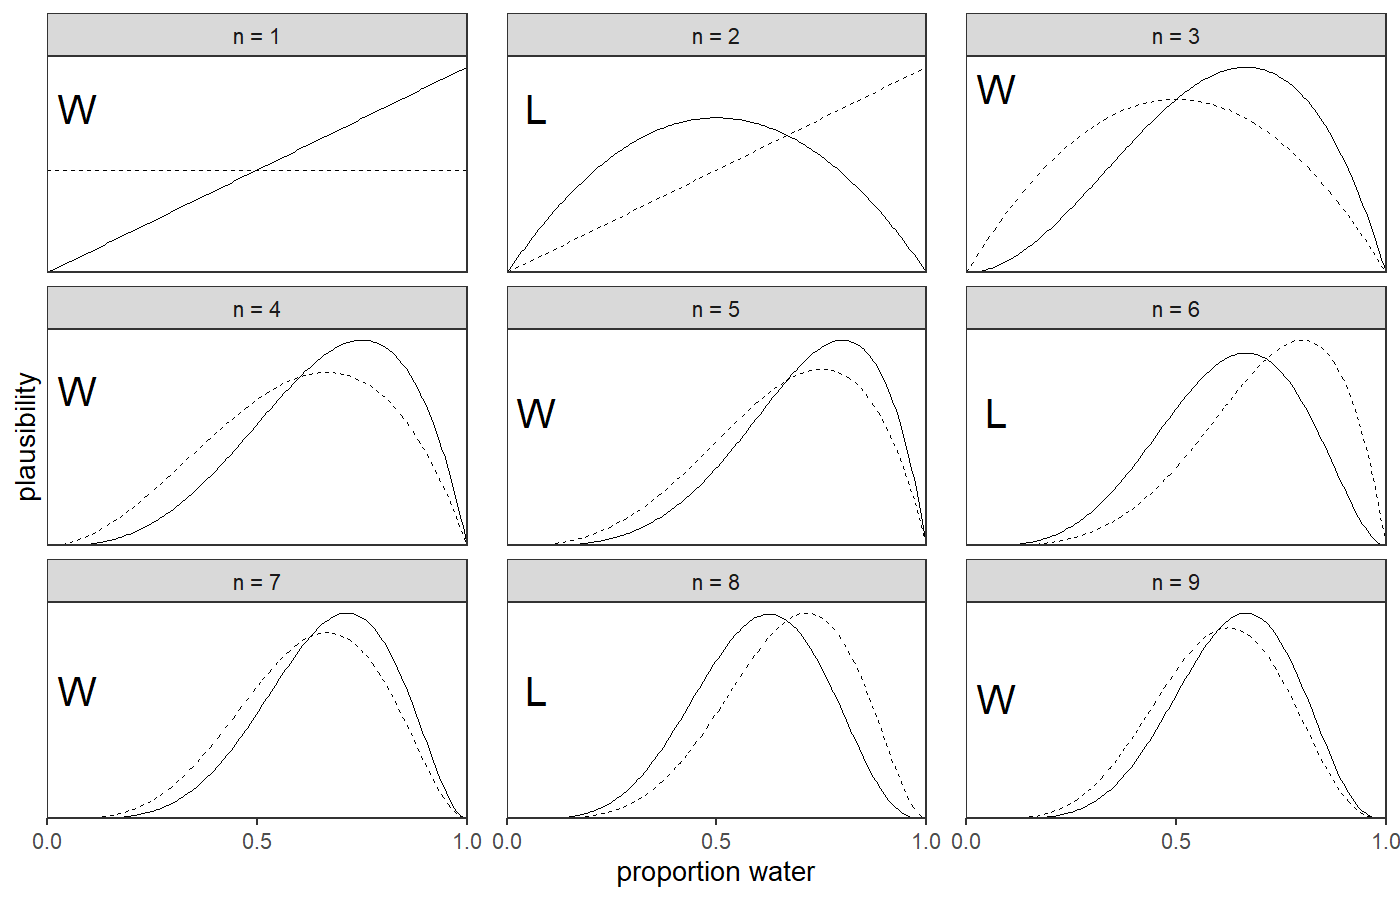 n = 1
n = 2
n = 3
W
L
W
n = 4
n = 5
n = 6
W
W
L
n = 7
n = 8
n = 9
W
L
W
plausibility
0.0 0.5 1.0 0.0 0.5 1.0 0.0 0.5 1.0
proportion water